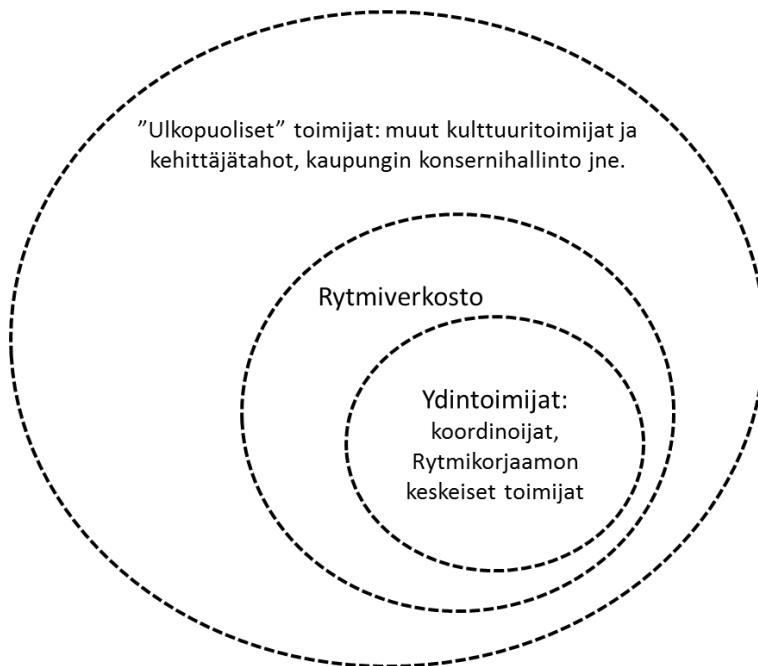 ”Ulkopuoliset” toimijat: muut kulttuuritoimijat ja
kehittäjätahot, kaupungin konsernihallinto jne.
Rytmiverkosto
Ydintoimijat:
koordinoijat,
Rytmikorjaamon
keskeiset toimijat